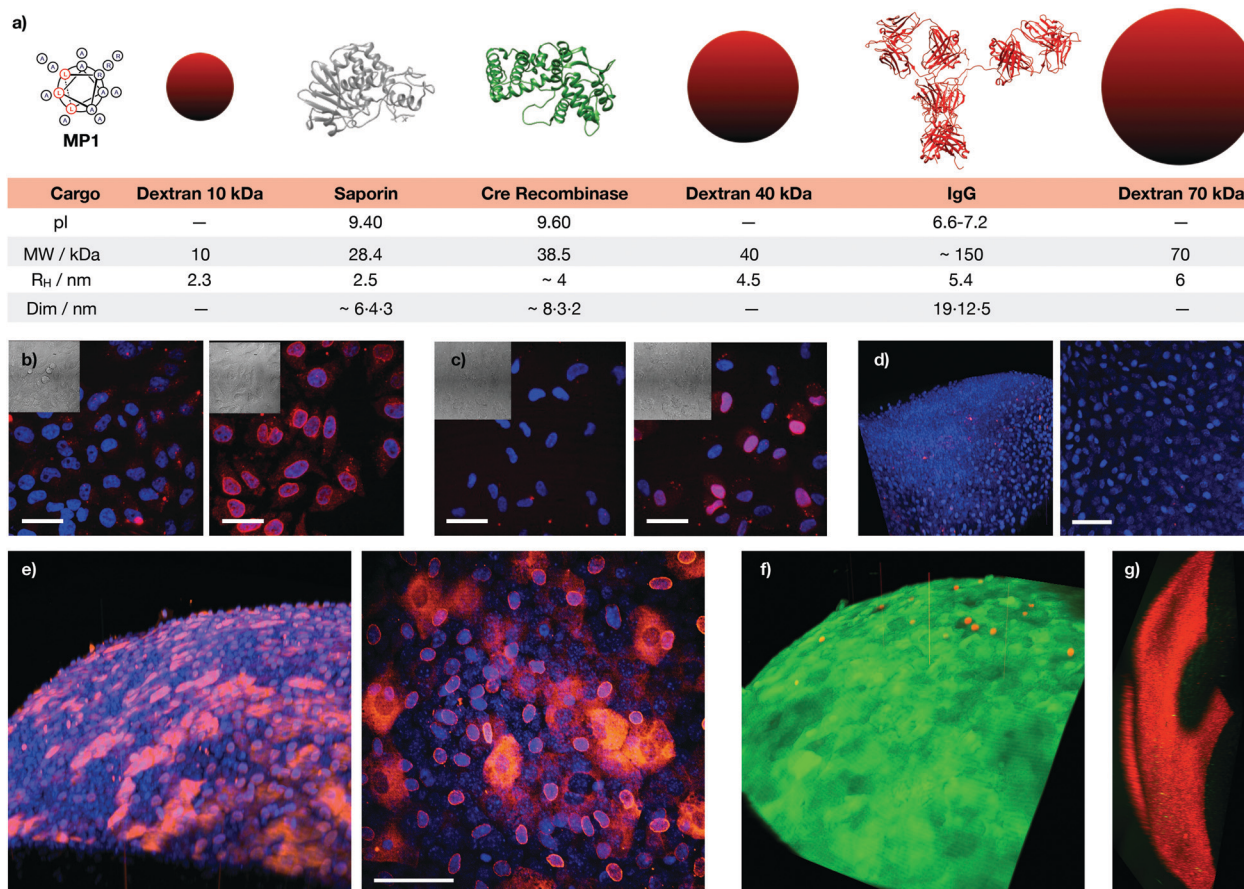 a)
A
A
A
A
R
R
A
A
L
R
A
L
A
L
A
A
A
A
MP1
Cargo Dextran 10 kDa Saporin Cre Recombinase Dextran 40 kDa IgG Dextran 70 kDa
pI — 9.40 9.60 — 6.6-7.2 —
MW / kDa 10 28.4 38.5 40 ~ 150 70
RH / nm 2.3 2.5 ~ 4 4.5 5.4 6
Dim / nm — ~ 6·4·3 ~ 8·3·2 — 19·12·5 —
b) c) d)
e) f) g)